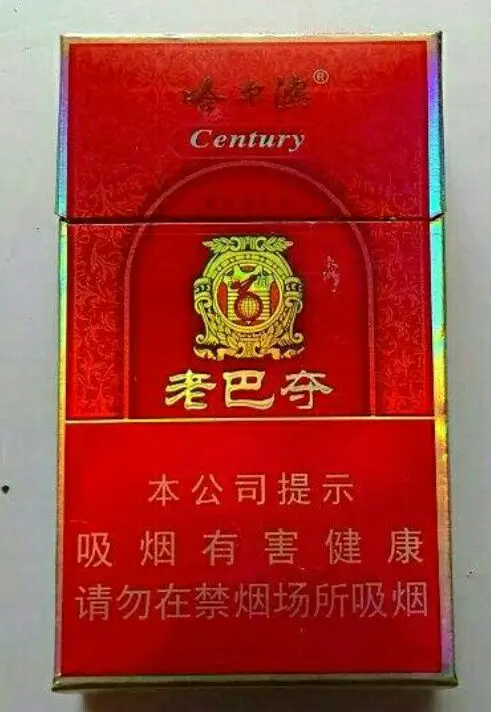 哈尔滨®
Century
老巴夺
本公司提示
吸烟有害健康
请勿在禁烟场所吸烟